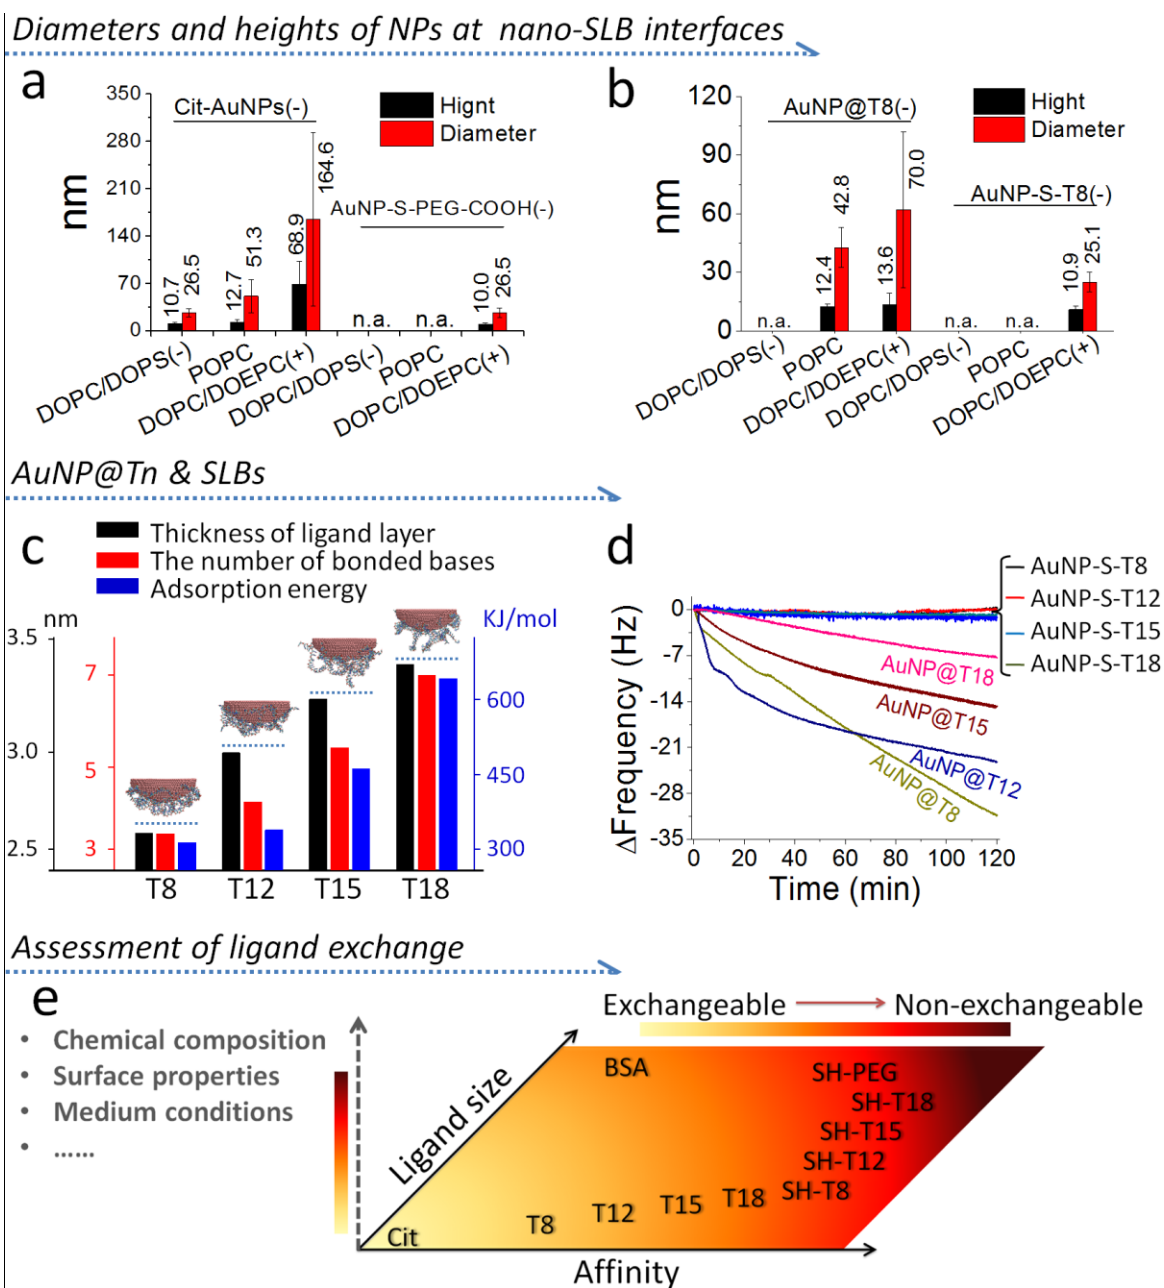 Diameters and heights of NPs at nano-SLB interfaces
a
350
280
210
140
70
0
nm
Cit-AuNPs(-)
Hignt
Diameter
AuNP-S-PEG-COOH(-)
10.7
26.5
12.7
51.3
68.9
164.6
n.a.
n.a.
10.0
26.5
DOPC/DOPS(-)
POPC
DOPC/DOEPC(+)
DOPC/DOPS(-)
POPC
DOPC/DOEPC(+)
b
120
90
60
30
0
nm
AuNP@T8(-)
Hight
Diameter
AuNP-S-T8(-)
n.a.
12.4
42.8
13.6
70.0
n.a.
n.a.
10.9
25.1
DOPC/DOPS(-)
POPC
DOPC/DOEPC(+)
DOPC/DOPS(-)
POPC
DOPC/DOEPC(+)
AuNP@Tn & SLBs
c
Thickness of ligand layer
The number of bonded bases
Adsorption energy
nm
3.5
3.0
2.5
7
5
3
KJ/mol
600
450
300
T8
T12
T15
T18
d
AuNP-S-T8
AuNP-S-T12
AuNP-S-T15
AuNP-S-T18
ΔFrequency (Hz)
0
-7
-14
-21
-28
-35
AuNP@T18
AuNP@T15
AuNP@T12
AuNP@T8
0
20
40
60
80
100
120
Time (min)
Assessment of ligand exchange
e
• Chemical composition
• Surface properties
• Medium conditions
• ......
Exchangeable
Non-exchangeable
Ligand size
BSA
SH-PEG
SH-T18
SH-T15
SH-T12
SH-T8
T18
T15
T12
T8
Cit
Affinity